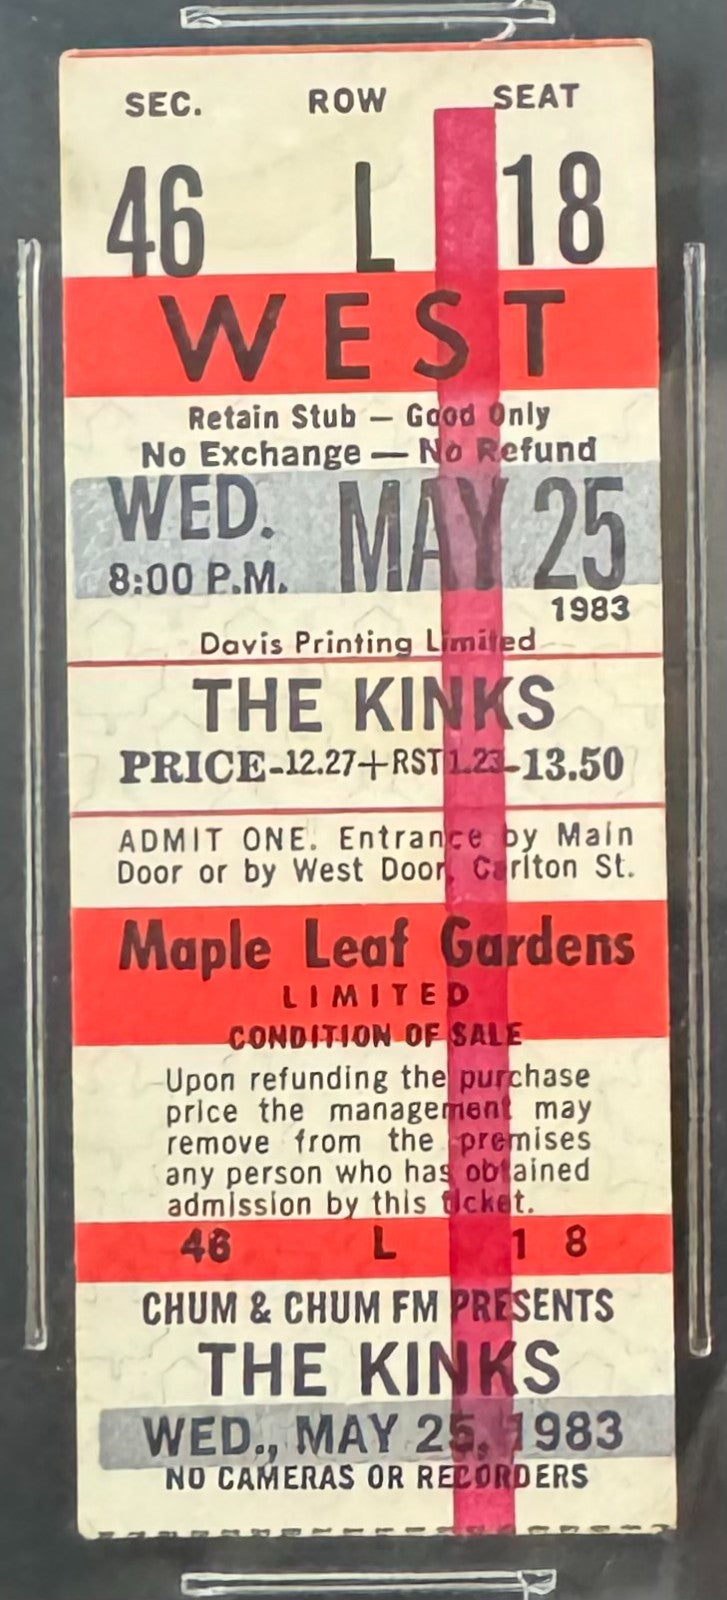 SEC. ROW SEAT
46 L 18
WEST
Retain Stub — Good Only
No Exchange — No Refund
WED. MAY 25
8:00 P.M.
1983
Davis Printing Limited
THE KINKS
PRICE-12.27+RST 1.23-13.50
ADMIT ONE. Entrance by Main
Door or by West Door, Carlton St.
Maple Leaf Gardens
LIMITED
CONDITION OF SALE
Upon refunding the purchase
price the management may
remove from the premises
any person who has obtained
admission by this ticket.
46 L 1 8
CHUM & CHUM FM PRESENTS
THE KINKS
WED., MAY 25, 1983
NO CAMERAS OR RECORDERS